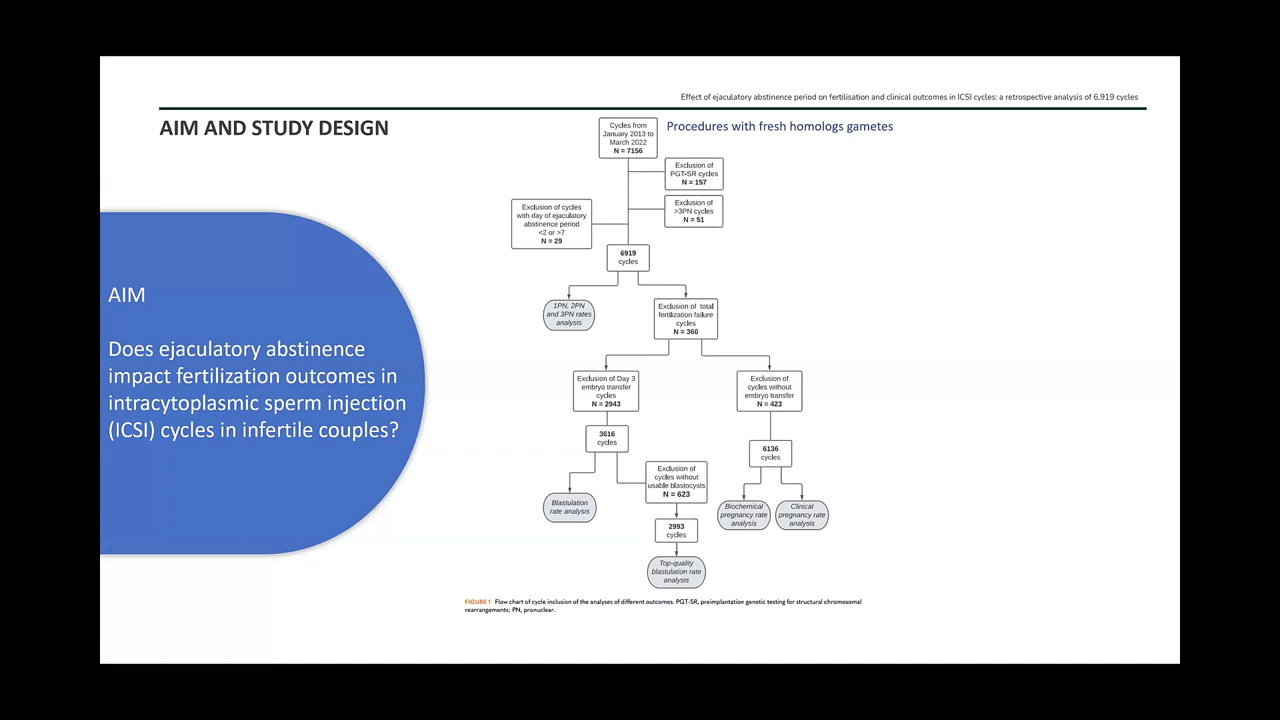 Effect of ejaculatory abstinence period on fertilisation and clinical outcomes in ICSI cycles: a retrospective analysis of 6,919 cycles
AIM AND STUDY DESIGN
Procedures with fresh homologs gametes
AIM
Does ejaculatory abstinence
impact fertilization outcomes in
intracytoplasmic sperm injection
(ICSI) cycles in infertile couples?
Cycles from
January 2013 to
March 2022
N = 7156
Exclusion of
PGT-SR cycles
N = 157
Exclusion of
>3PN cycles
N = 51
Exclusion of cycles
with day of ejaculatory
abstinence period
<2 or >7
N = 29
6919
cycles
1PN, 2PN
and 3PN rates
analysis
Exclusion of total
fertilization failure
cycles
N = 360
Exclusion of Day 3
embryo transfer
cycles
N = 2943
Exclusion of
cycles without
embryo transfer
N = 423
3616
cycles
6136
cycles
Blastulation
rate analysis
Exclusion of
cycles without
usable blastocysts
N = 623
Biochemical
pregnancy rate
analysis
Clinical
pregnancy rate
analysis
2993
cycles
Top-quality
blastulation rate
analysis
FIGURE 1 Flow chart of cycle inclusion of the analyses of different outcomes. PGT-SR, preimplantation genetic testing for structural chromosomal
rearrangements; PN, pronuclear.